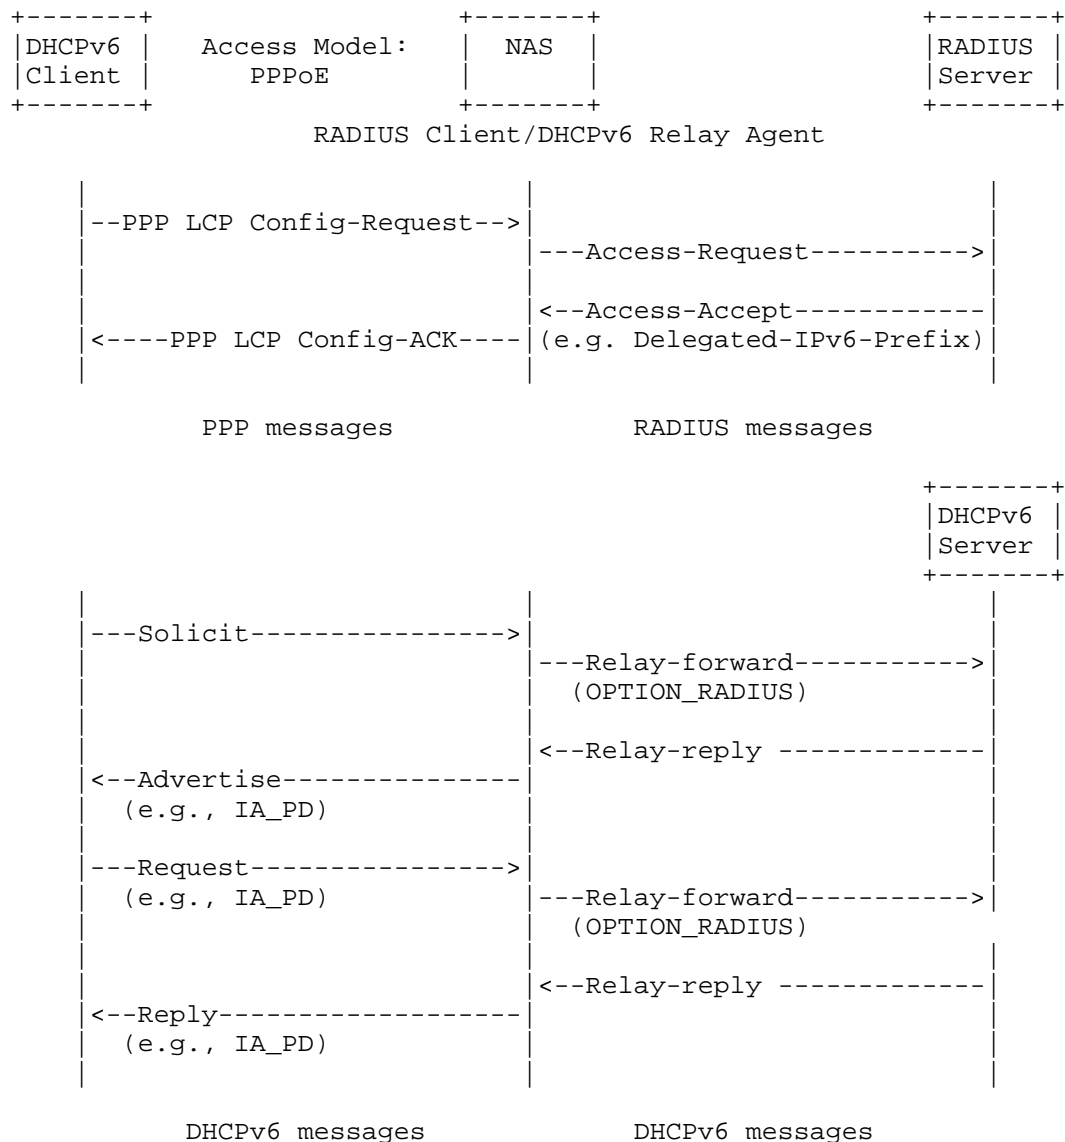 +-------+                   +-------+                    +-------+
|DHCPv6 |   Access Model:   |  NAS  |                    |RADIUS |
|Client |      PPPoE        |       |                    |Server |
+-------+                   +-------+                    +-------+
                   RADIUS Client/DHCPv6 Relay Agent

    |                           |                            |
    |--PPP LCP Config-Request-->|                            |
    |                           |---Access-Request---------->|
    |                           |                            |
    |                           |<--Access-Accept------------|
    |<----PPP LCP Config-ACK----|(e.g. Delegated-IPv6-Prefix)|
    |                           |                            |

            PPP messages               RADIUS messages

                                                         +-------+
                                                         |DHCPv6 |
                                                         |Server |
                                                         +-------+
    |                           |                            |
    |---Solicit---------------->|                            |
    |                           |---Relay-forward----------->|
    |                           |  (OPTION_RADIUS)           |
    |                           |                            |
    |                           |<--Relay-reply -------------|
    |<--Advertise---------------|                            |
    |  (e.g., IA_PD)            |                            |
    |                           |                            |
    |---Request---------------->|                            |
    |  (e.g., IA_PD)            |---Relay-forward----------->|
    |                           |  (OPTION_RADIUS)
    |                           |                            |
    |                           |<--Relay-reply -------------|
    |<--Reply-------------------|                            |
    |  (e.g., IA_PD)            |                            |
    |                           |                            |

           DHCPv6 messages             DHCPv6 messages